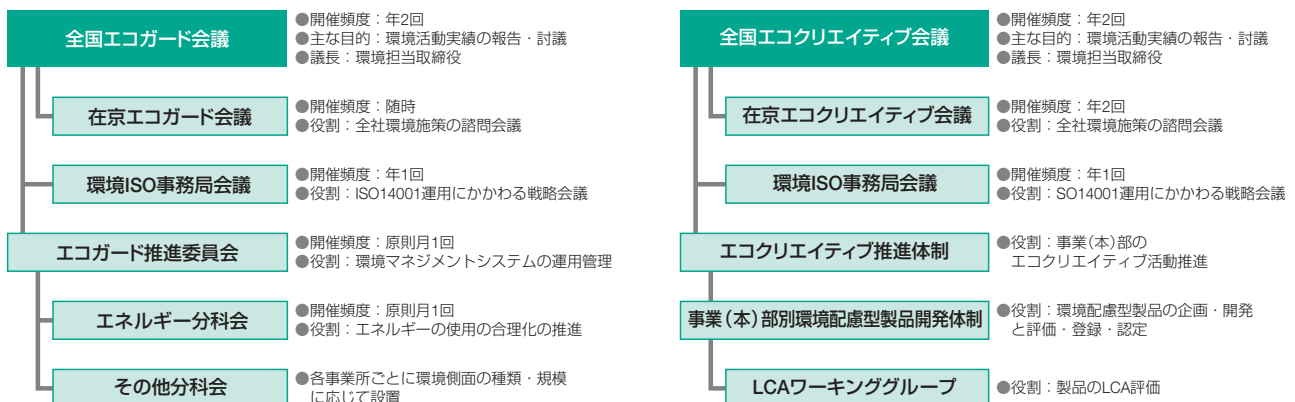 全国エコガード会議
●開催頻度：年2回
●主な目的：環境活動実績の報告・討議
●議長：環境担当取締役
在京エコガード会議
●開催頻度：随時
●役割：全社環境施策の諮問会議
環境ISO事務局会議
●開催頻度：年1回
●役割：ISO14001運用にかかわる戦略会議
エコガード推進委員会
●開催頻度：原則月1回
●役割：環境マネジメントシステムの運用管理
エネルギー分科会
●開催頻度：原則月1回
●役割：エネルギーの使用の合理化の推進
その他分科会
●各事業所ごとに環境側面の種類・規模
に応じて設置
全国エコクリエイティブ会議
●開催頻度：年2回
●主な目的：環境活動実績の報告・討議
●議長：環境担当取締役
在京エコクリエイティブ会議
●開催頻度：年2回
●役割：全社環境施策の諮問会議
環境ISO事務局会議
●開催頻度：年1回
●役割：SO14001運用にかかわる戦略会議
エコクリエイティブ推進体制
●役割：事業(本)部の
エコクリエイティブ活動推進
事業(本)部別環境配慮型製品開発体制
●役割：環境配慮型製品の企画・開発
と評価・登録・認定
LCAワーキンググループ
●役割：製品のLCA評価